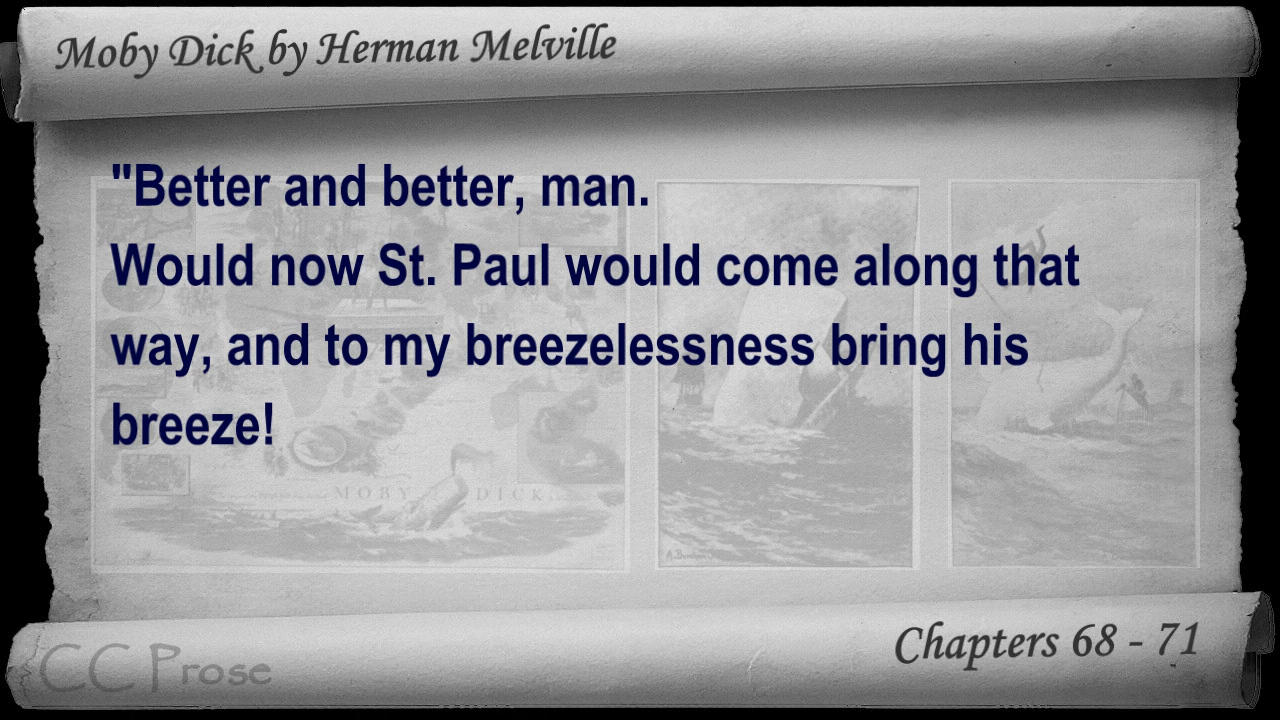 Moby Dick by Herman Melville
"Better and better, man.
Would now St. Paul would come along that
way, and to my breezelessness bring his
breeze!
MOBY DICK
Chapters 68 - 71
CC Prose